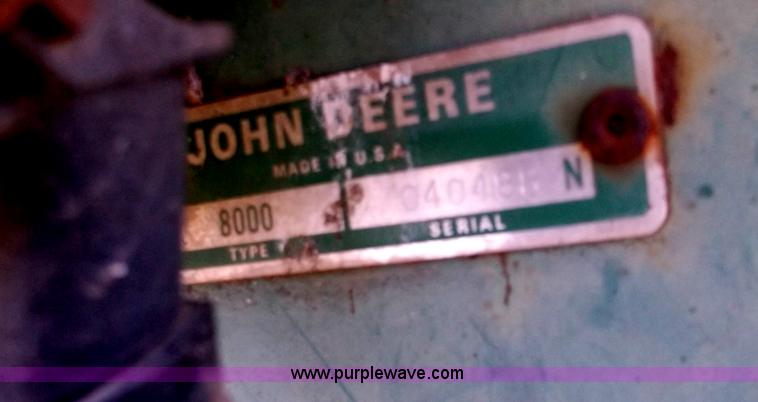 JOHN DEERE
MADE IN U.S.A.
8000 N
TYPE SERIAL
www.purplewave.com